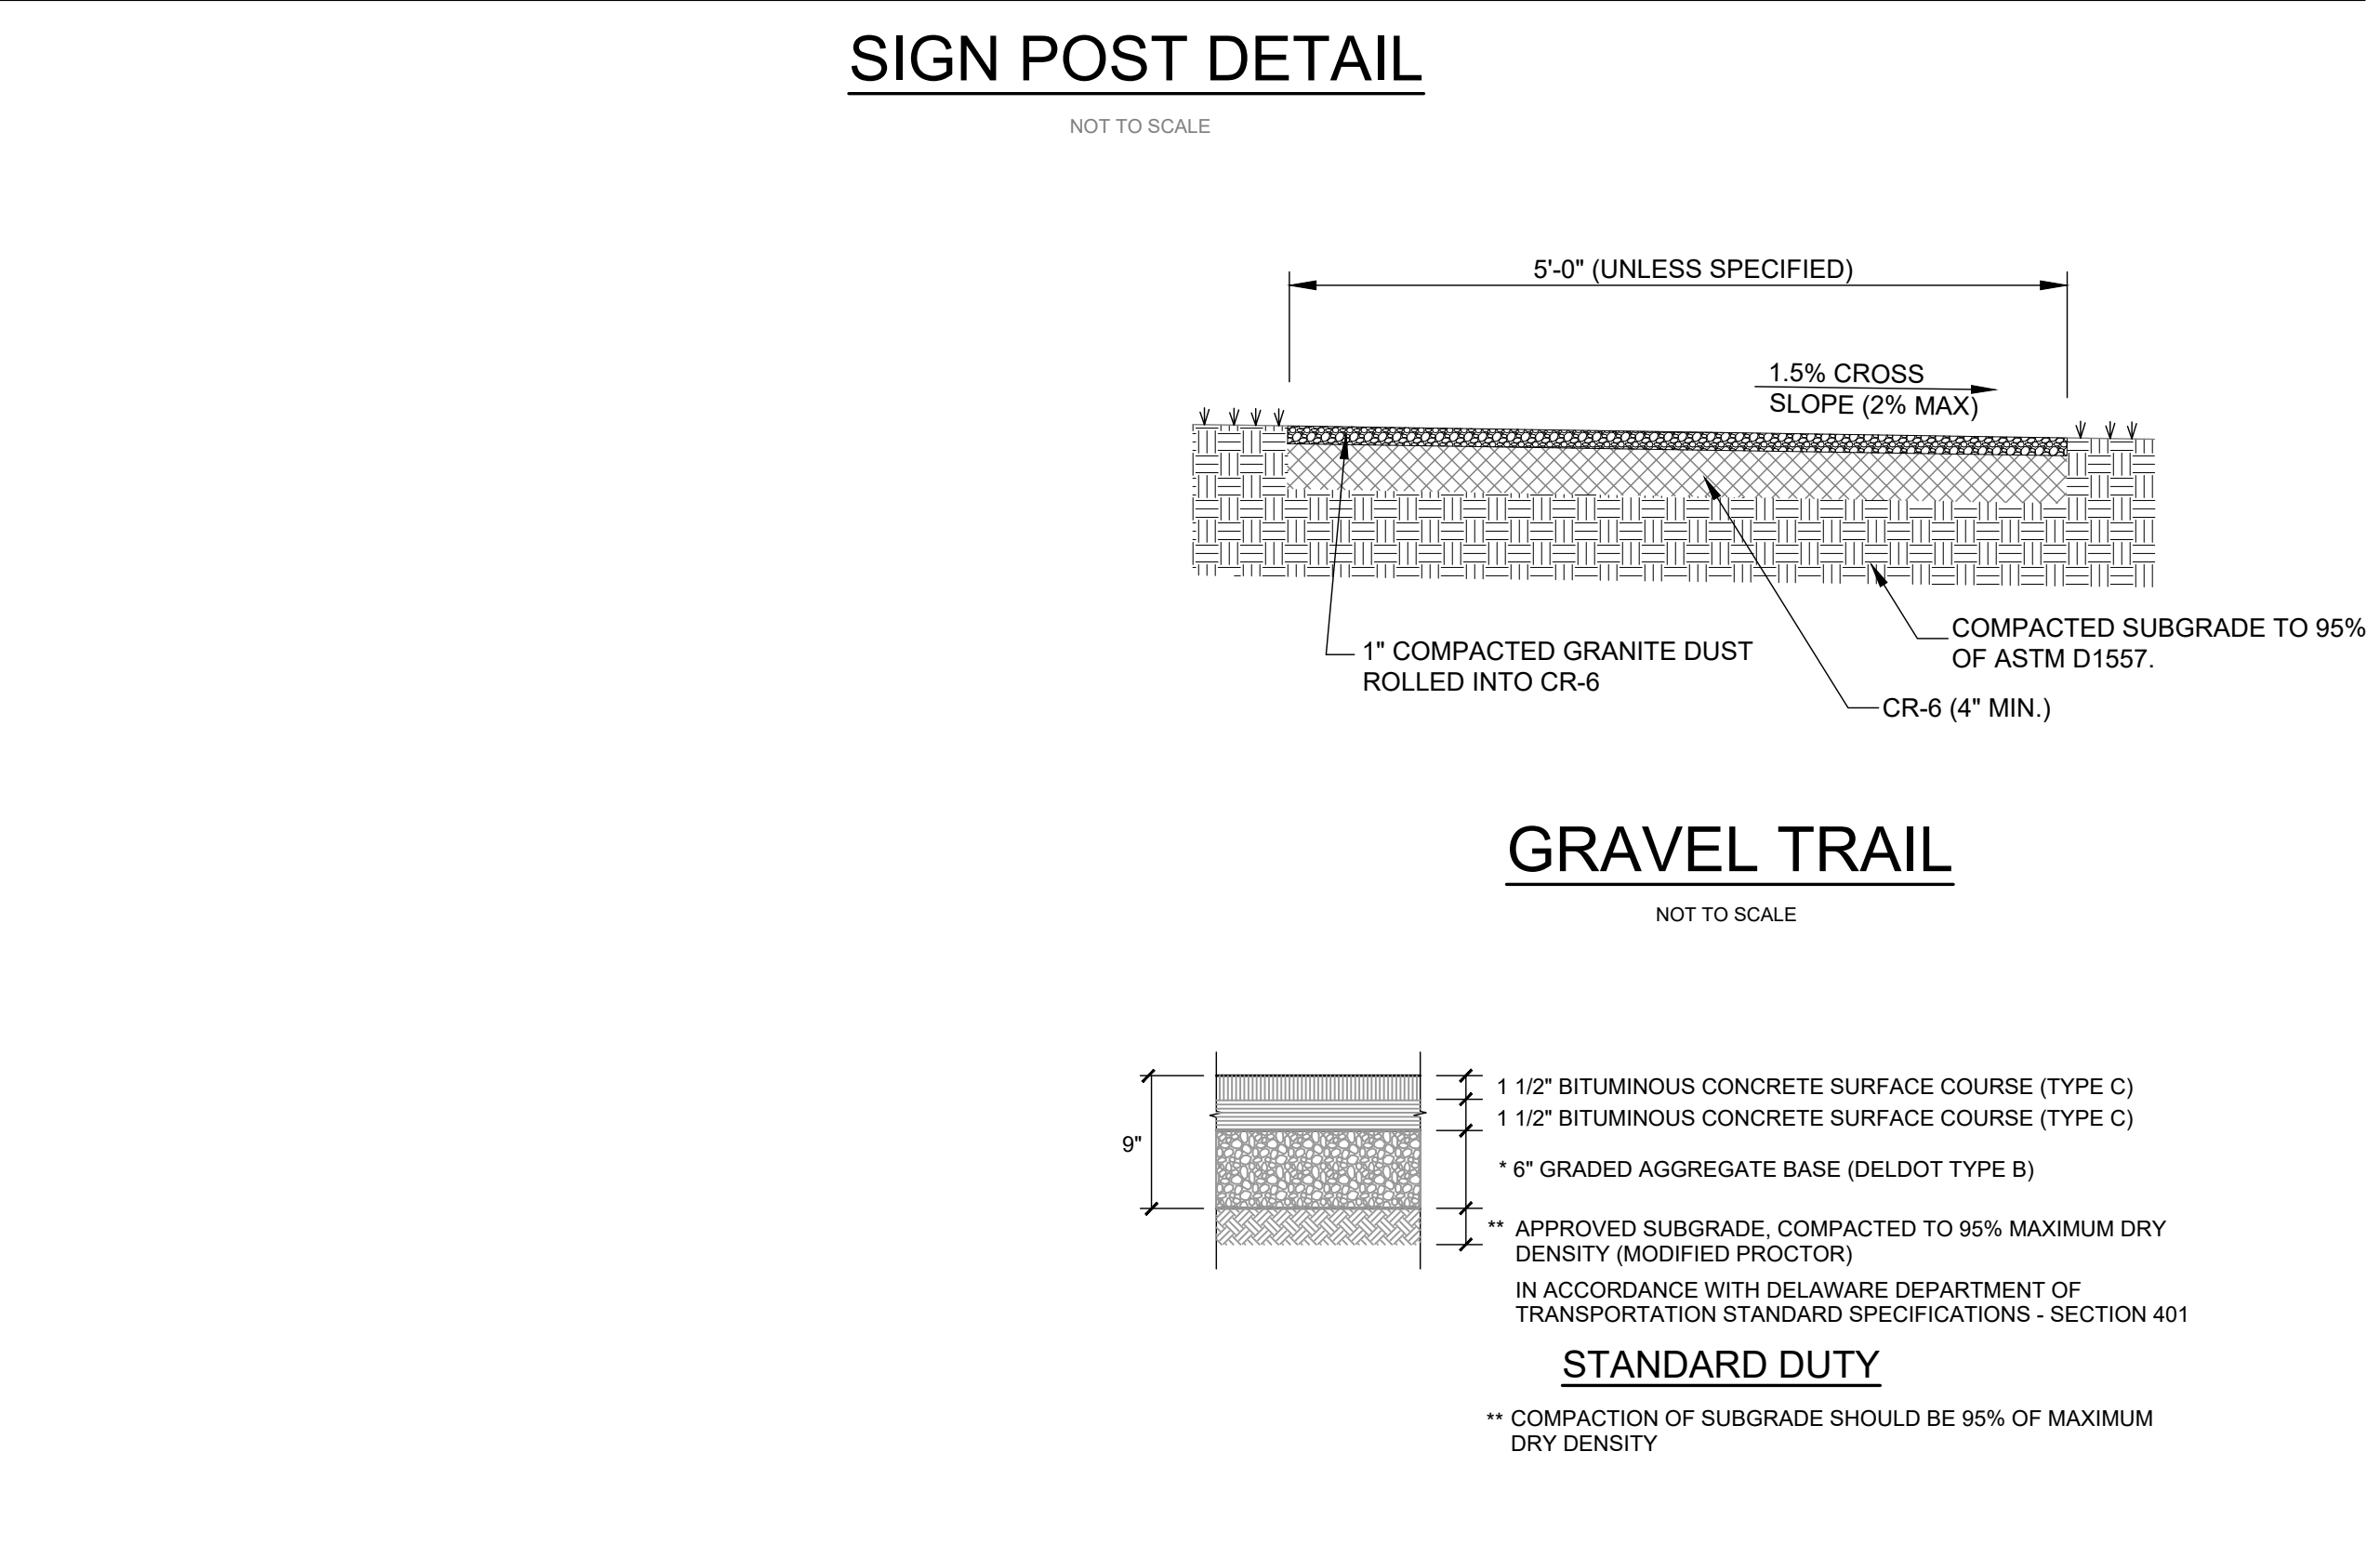 SIGN POST DETAIL
NOT TO SCALE
5'-0" (UNLESS SPECIFIED)
1.5% CROSS
SLOPE (2% MAX)
COMPACTED SUBGRADE TO 95%
OF ASTM D1557.
1" COMPACTED GRANITE DUST
ROLLED INTO CR-6
CR-6 (4" MIN.)
GRAVEL TRAIL
NOT TO SCALE
1 1/2" BITUMINOUS CONCRETE SURFACE COURSE (TYPE C)
1 1/2" BITUMINOUS CONCRETE SURFACE COURSE (TYPE C)
9"
* 6" GRADED AGGREGATE BASE (DELDOT TYPE B)
** APPROVED SUBGRADE, COMPACTED TO 95% MAXIMUM DRY
DENSITY (MODIFIED PROCTOR)
IN ACCORDANCE WITH DELAWARE DEPARTMENT OF
TRANSPORTATION STANDARD SPECIFICATIONS - SECTION 401
STANDARD DUTY
** COMPACTION OF SUBGRADE SHOULD BE 95% OF MAXIMUM
DRY DENSITY